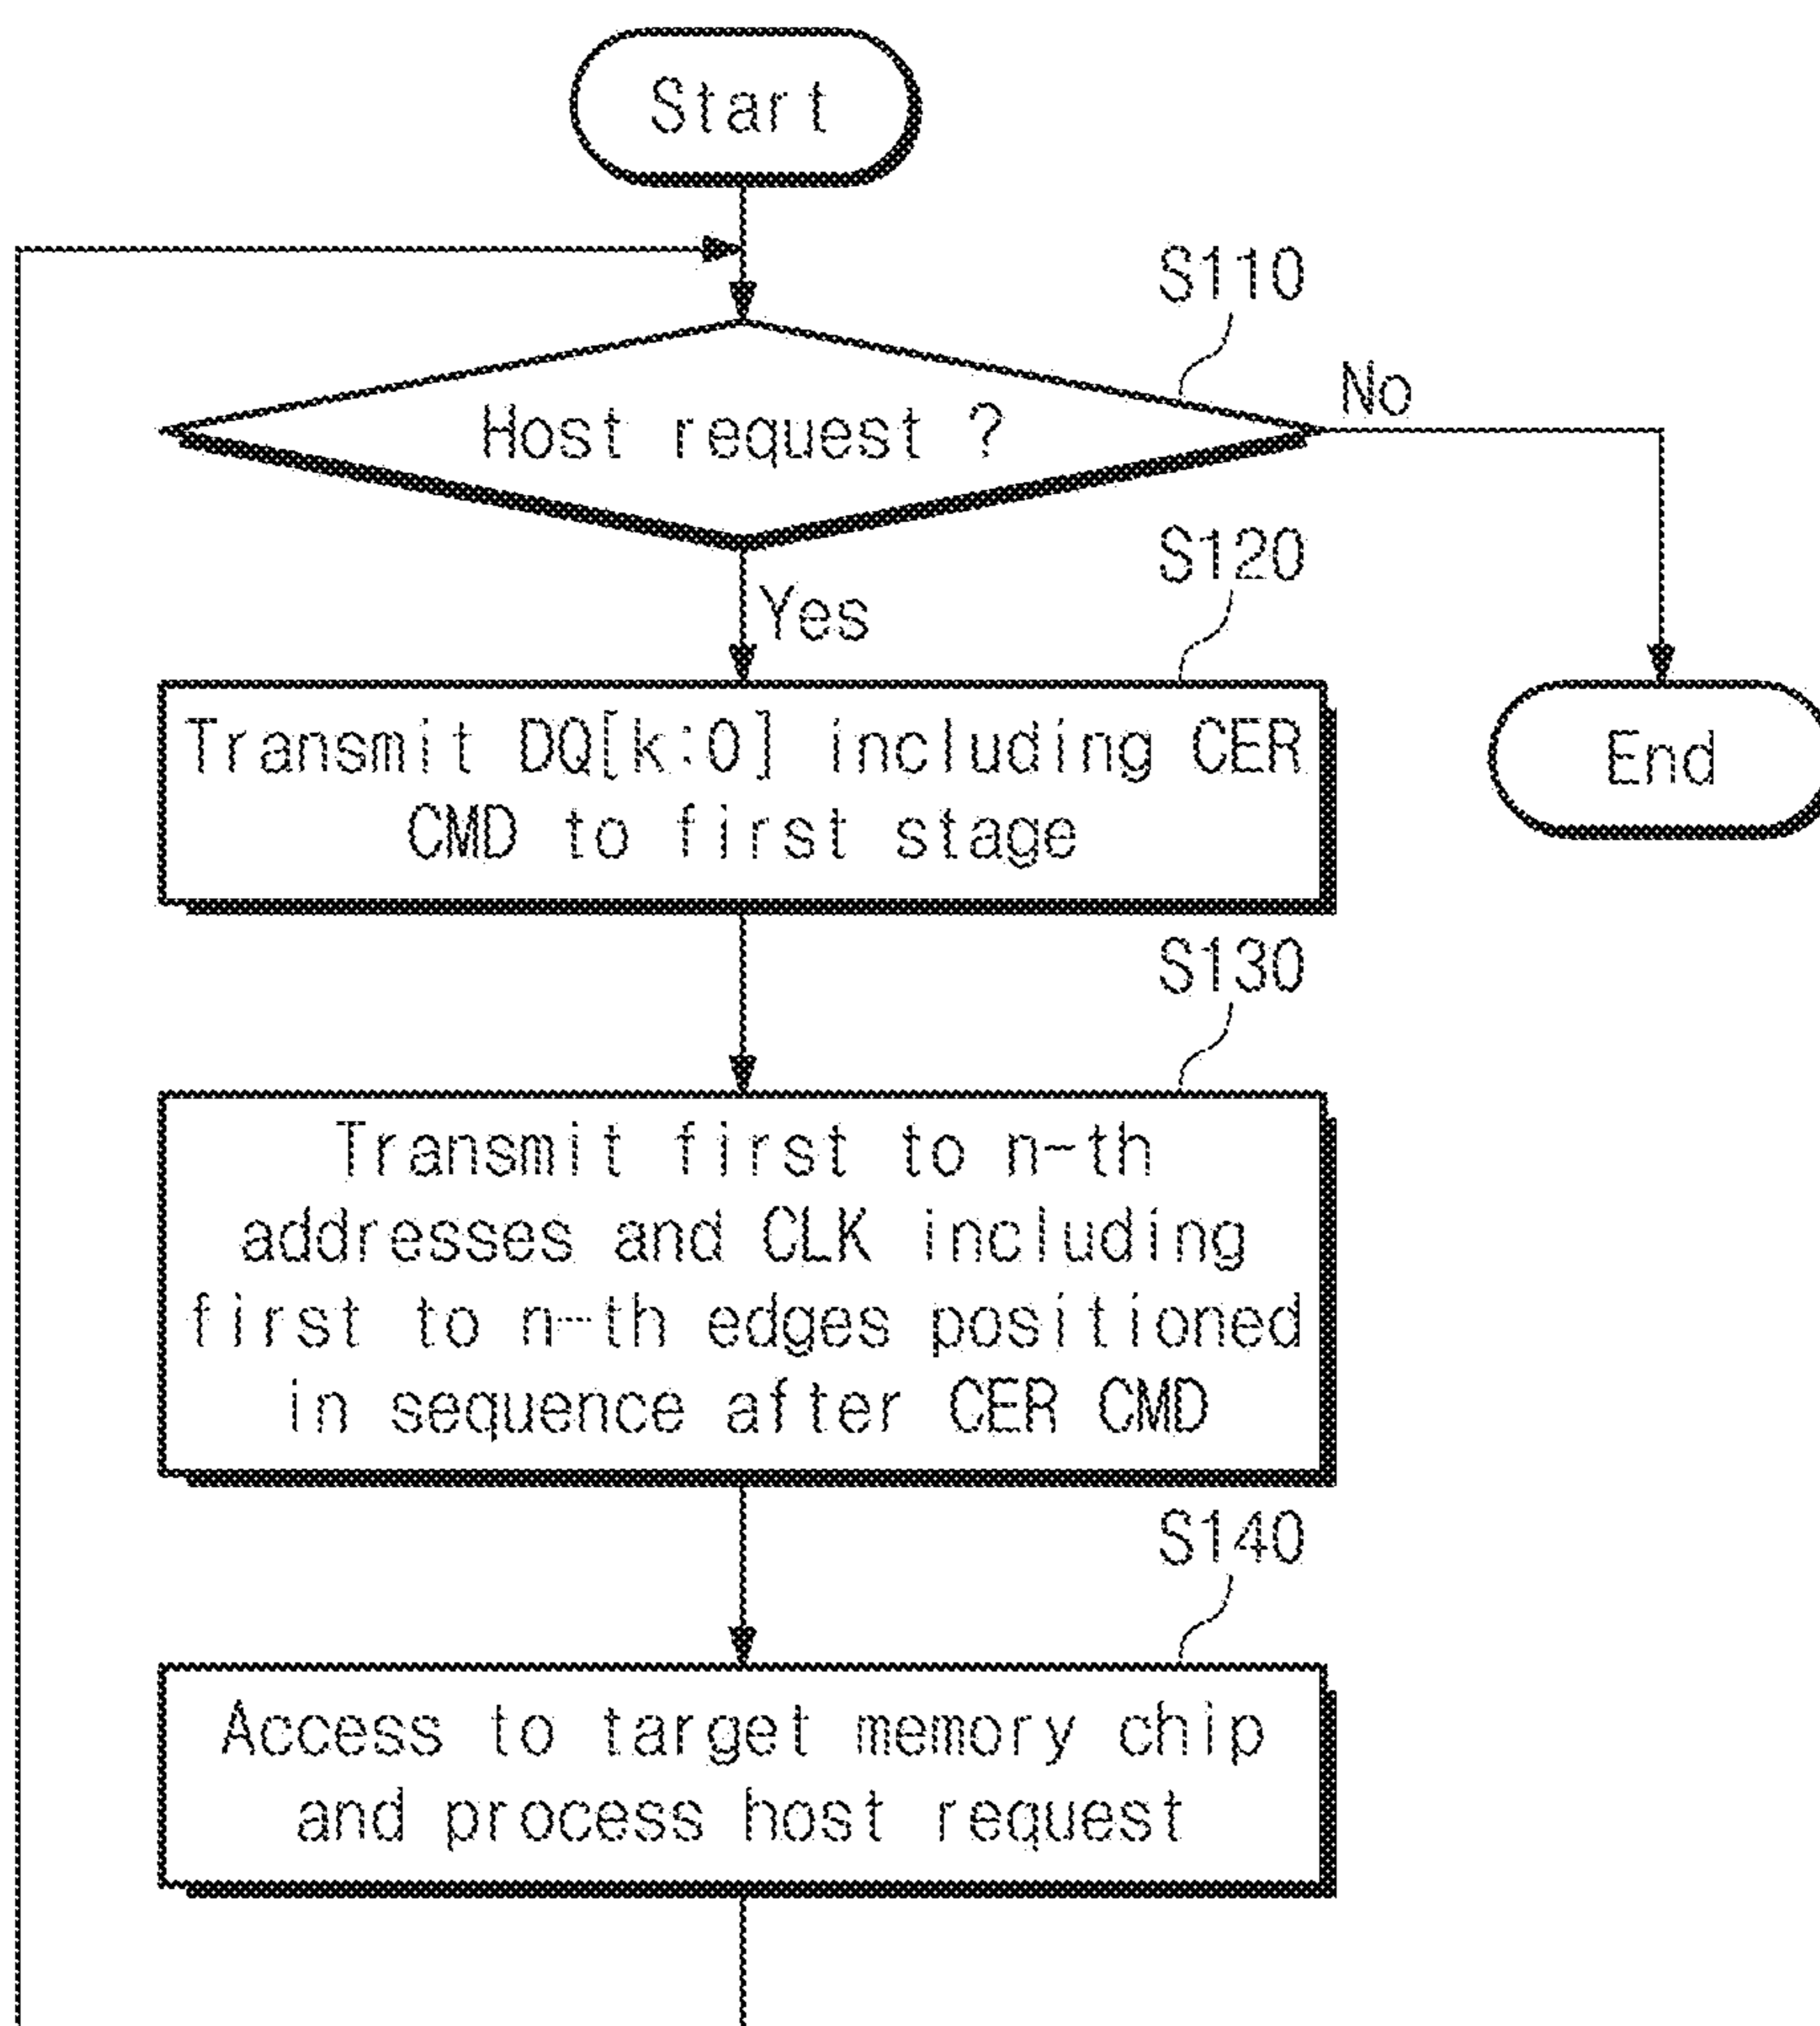 Start
S110
Host request ?
No
S120
Yes
Transmit DQ[k:0] including CER
CMD to first stage
End
S130
Transmit first to n-th
addresses and CLK including
first to n-th edges positioned
in sequence after CER CMD
S140
Access to target memory chip
and process host request